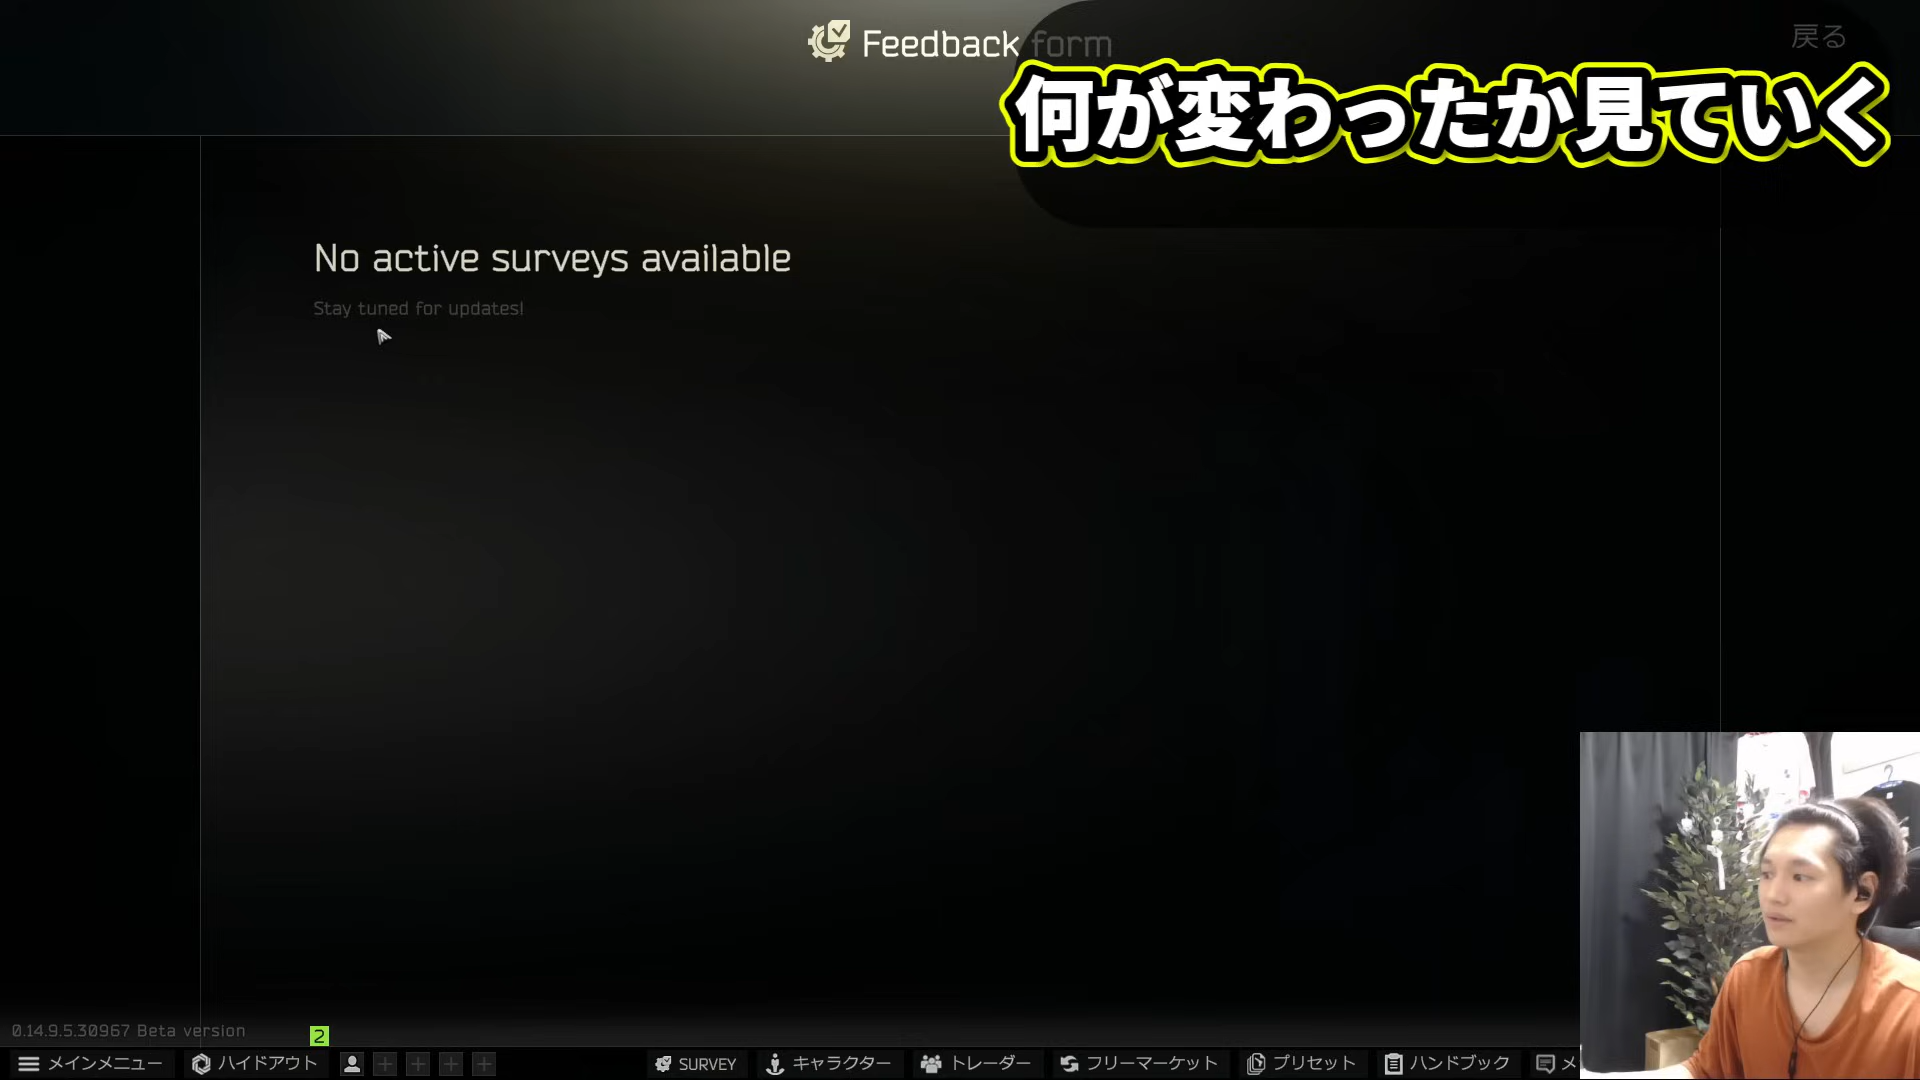 Feedback form
戻る
何が変わったか見ていく
No active surveys available
Stay tuned for updates!
0.14.9.5.30967 Beta version
2
メインメニュー
ハイドアウト
SURVEY
キャラクター
トレーダー
フリーマーケット
プリセット
ハンドブック
メ